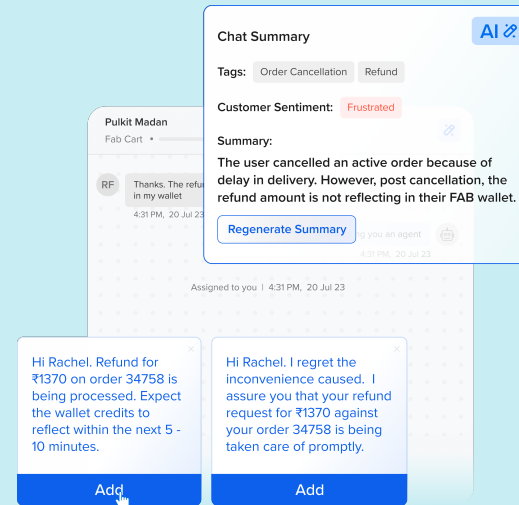 Chat Summary
AI
Tags: Order Cancellation Refund
Customer Sentiment: Frustrated
Summary:
The user cancelled an active order because of
delay in delivery. However, post cancellation, the
refund amount is not reflecting in their FAB wallet.
Regenerate Summary
Pulkit Madan
Fab Cart •
RF
Thanks. The refu
in my wallet
4:31 PM, 20 Jul 23
ng you an agent
4:31 PM, 20 Jul 23
Assigned to you | 4:31 PM, 20 Jul 23
Hi Rachel. Refund for
₹1370 on order 34758 is
being processed. Expect
the wallet credits to
reflect within the next 5 -
10 minutes.
Add
Hi Rachel. I regret the
inconvenience caused. I
assure you that your refund
request for ₹1370 against
your order 34758 is being
taken care of promptly.
Add